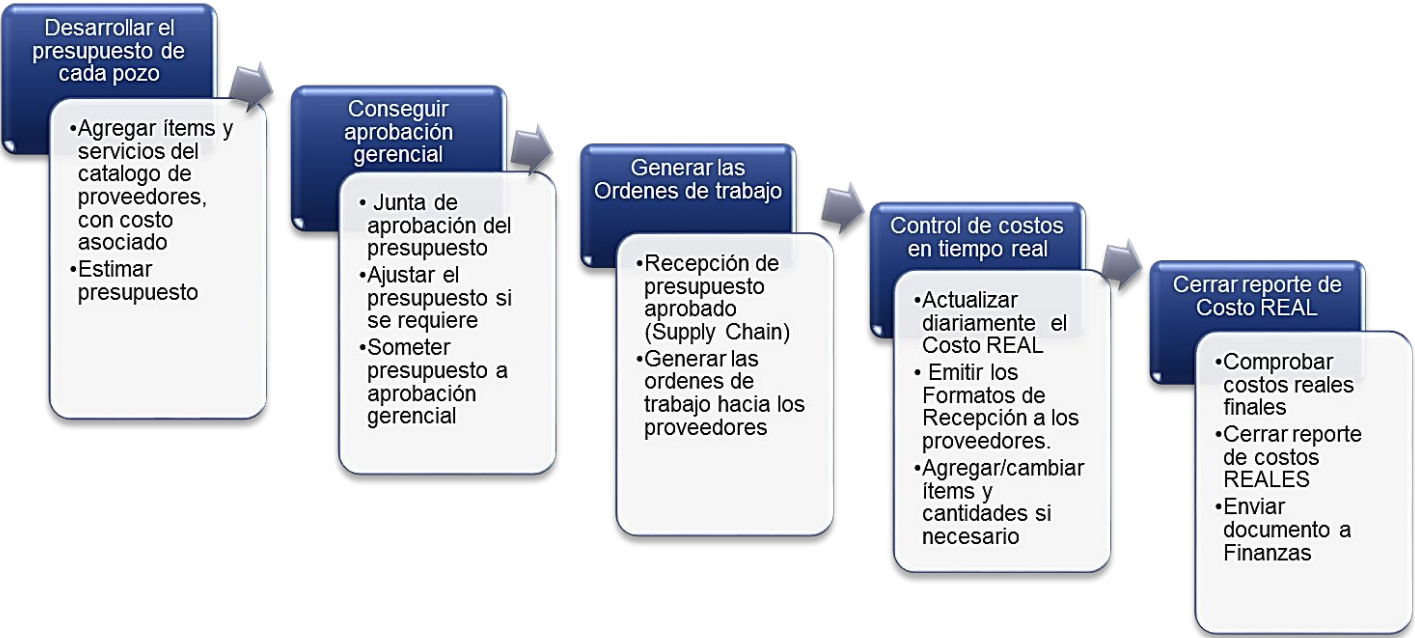 Desarrollar el
presupuesto de
cada pozo
•Agregar ítems y
servicios del
catalogo de
proveedores,
con costo
asociado
•Estimar
presupuesto
Conseguir
aprobación
gerencial
• Junta de
aprobación del
presupuesto
•Ajustar el
presupuesto si
se requiere
•Someter
presupuesto a
aprobación
gerencial
Generar las
Ordenes de trabajo
•Recepción de
presupuesto
aprobado
(Supply Chain)
•Generar las
ordenes de
trabajo hacia los
proveedores
Control de costos
en tiempo real
•Actualizar
diariamente el
Costo REAL
• Emitir los
Formatos de
Recepción a los
proveedores.
•Agregar/cambiar
ítems y
cantidades si
necesario
Cerrar reporte de
Costo REAL
•Comprobar
costos reales
finales
•Cerrar reporte
de costos
REALES
•Enviar
documento a
Finanzas